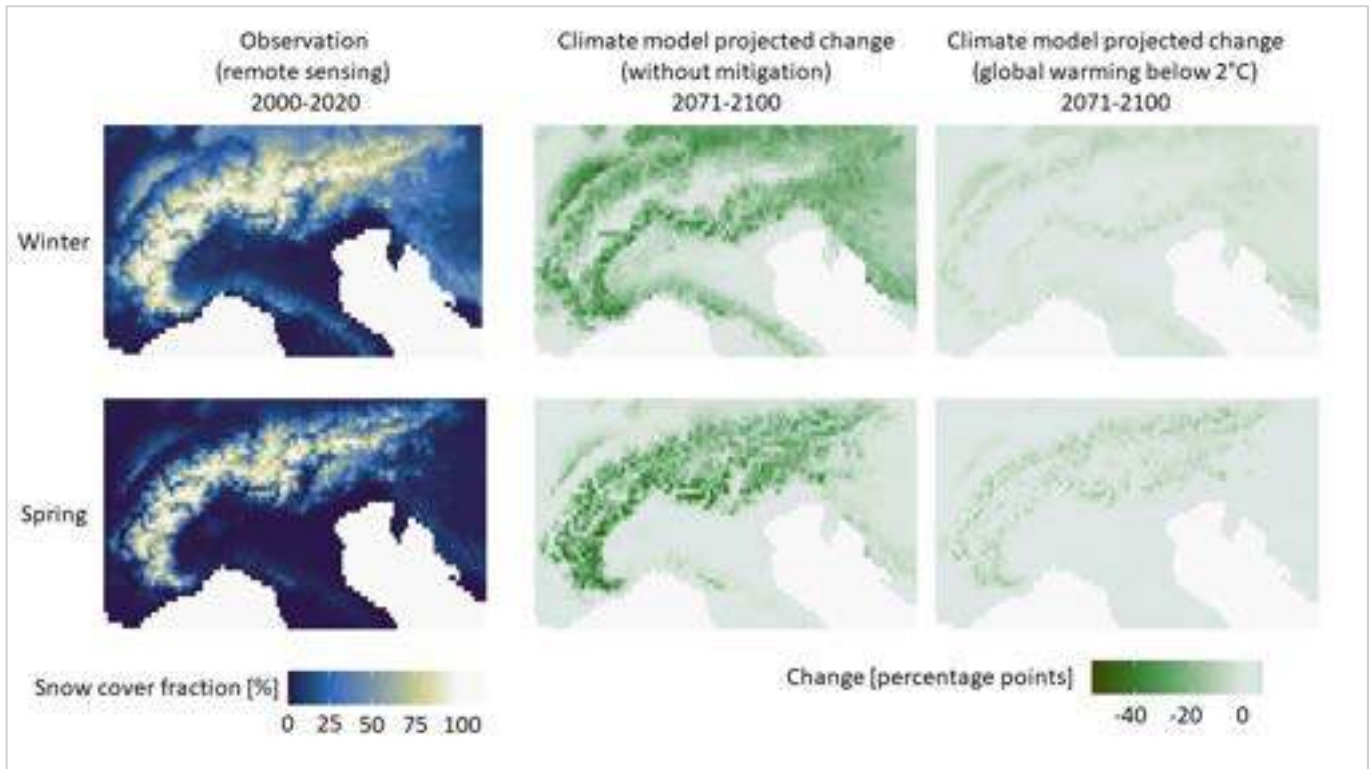 Observation
(remote sensing)
2000-2020
Climate model projected change
(without mitigation)
2071-2100
Climate model projected change
(global warming below 2°C)
2071-2100
Winter
Spring
Snow cover fraction [%]
0 25 50 75 100
Change [percentage points]
-40 -20 0